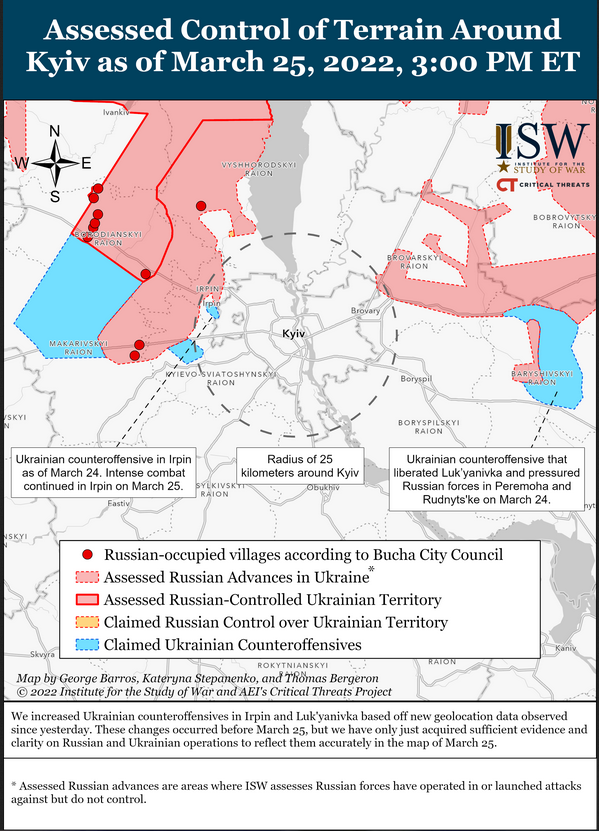 Assessed Control of Terrain Around
Kyiv as of March 25, 2022, 3:00 PM ET
Ivankiv
N
W
E
S
ISW
INSTITUTE FOR THE
STUDY OF WAR
CT CRITICAL THREATS
VYSHHORODSKYI
RAION
BOBROVYTSKY
RAION
BORODIANSKYI
RAION
BROVARSKYI
RAION
IRPIN
Irpin
Brovary
Kyiv
MAKARIVSKYI
RAION
KYIEVO-SVIATOSHYNSKYI
RAION
Boryspil
BARYSHIVSKYI
RAION
VSKYI
BORYSPILSKYI
RAION
Ukrainian counteroffensive in Irpin
as of March 24. Intense combat
continued in Irpin on March 25.
Radius of 25
kilometers around Kyiv
Ukrainian counteroffensive that
liberated Luk'yanivka and pressured
Russian forces in Peremoha and
Rudnyts'ke on March 24.
SYLKIVSKYI
RAION
Obukhiv
Fastiv
NSKYI
Russian-occupied villages according to Bucha City Council
Assessed Russian Advances in Ukraine*
Assessed Russian-Controlled Ukrainian Territory
Claimed Russian Control over Ukrainian Territory
Claimed Ukrainian Counteroffensives
Skvyra
Kaniv
ROKYTNIANSKYI
RAION
RAION
Map by George Barros, Kateryna Stepanenko, and Thomas Bergeron
© 2022 Institute for the Study of War and AEI's Critical Threats Project
We increased Ukrainian counteroffensives in Irpin and Luk'yanivka based off new geolocation data observed
since yesterday. These changes occurred before March 25, but we have only just acquired sufficient evidence and
clarity on Russian and Ukrainian operations to reflect them accurately in the map of March 25.
* Assessed Russian advances are areas where ISW assesses Russian forces have operated in or launched attacks
against but do not control.